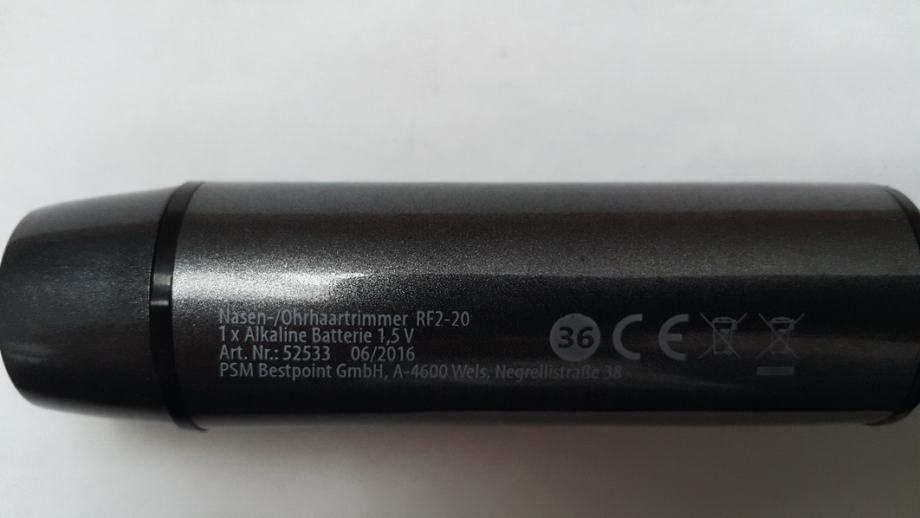 Nasen-/Ohrhaartrimmer RF2-20
1 x Alkaline Batterie 1,5 V
Art. Nr.: 52533 06/2016
PSM Bestpoint GmbH, A-4600 Wels, Negrellistraße 38
36 CE